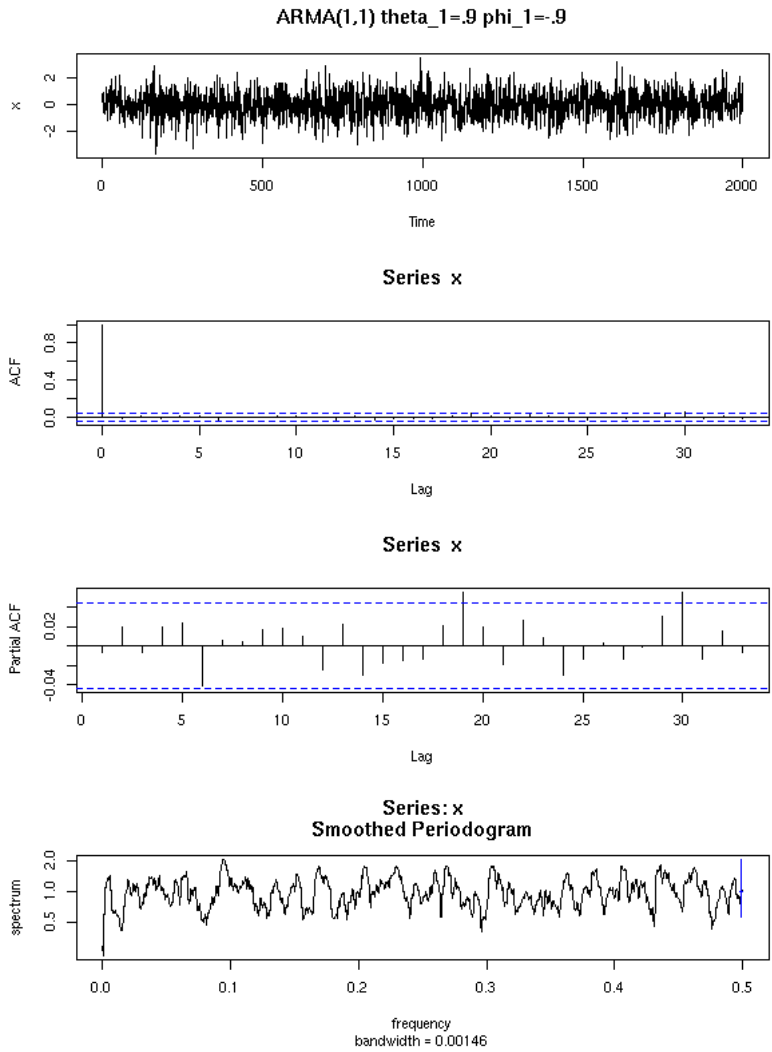 ARMA(1,1) theta_1=.9 phi_1=-.9
x
2
0
-2
0 500 1000 1500 2000
Time
Series x
ACF
0.8
0.4
0.0
0 5 10 15 20 25 30
Lag
Series x
Partial ACF
0.02
-0.04
0 5 10 15 20 25 30
Lag
Series: x
Smoothed Periodogram
spectrum
2.0
1.0
0.5
0.0 0.1 0.2 0.3 0.4 0.5
frequency
bandwidth = 0.00146